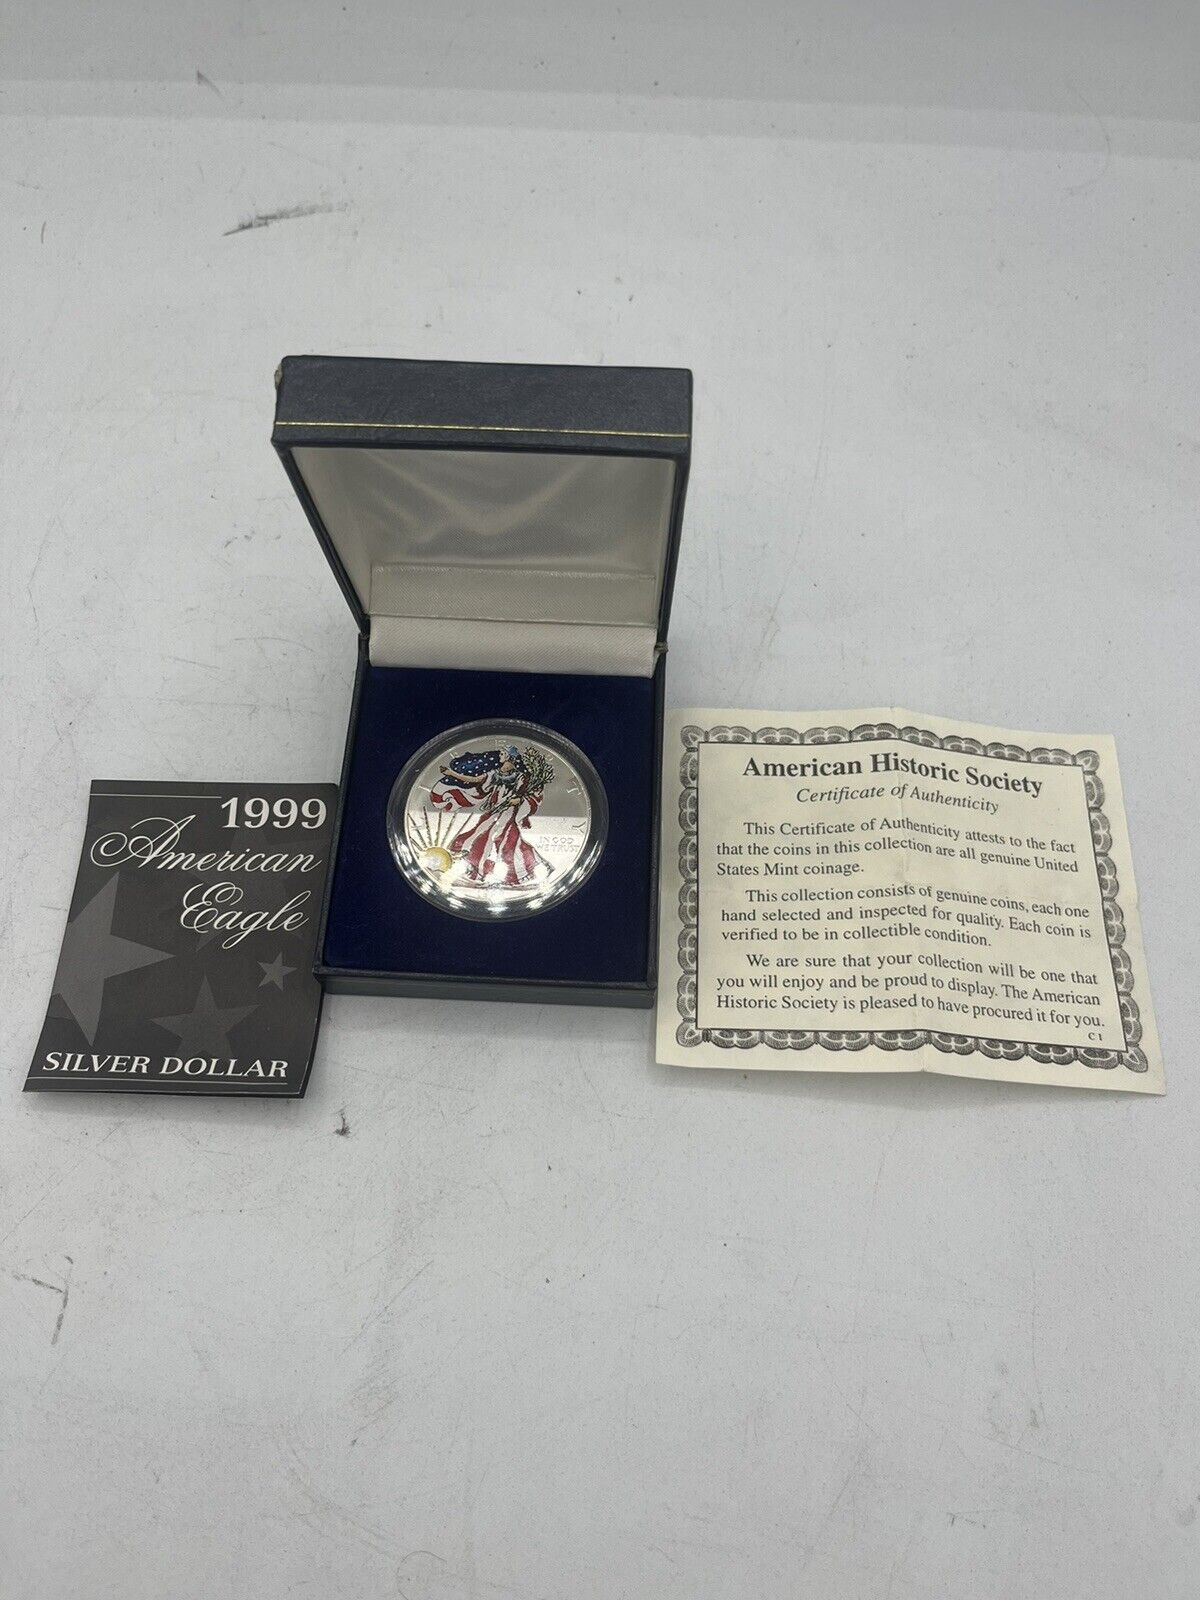 1999
American
Eagle
SILVER DOLLAR
LIBERTY
IN GOD
WE TRUST
American Historic Society
Certificate of Authenticity
This Certificate of Authenticity attests to the fact
that the coins in this collection are all genuine United
States Mint coinage.
This collection consists of genuine coins, each one
hand selected and inspected for quality. Each coin is
verified to be in collectible condition.
We are sure that your collection will be one that
you will enjoy and be proud to display. The American
Historic Society is pleased to have procured it for you.
C1